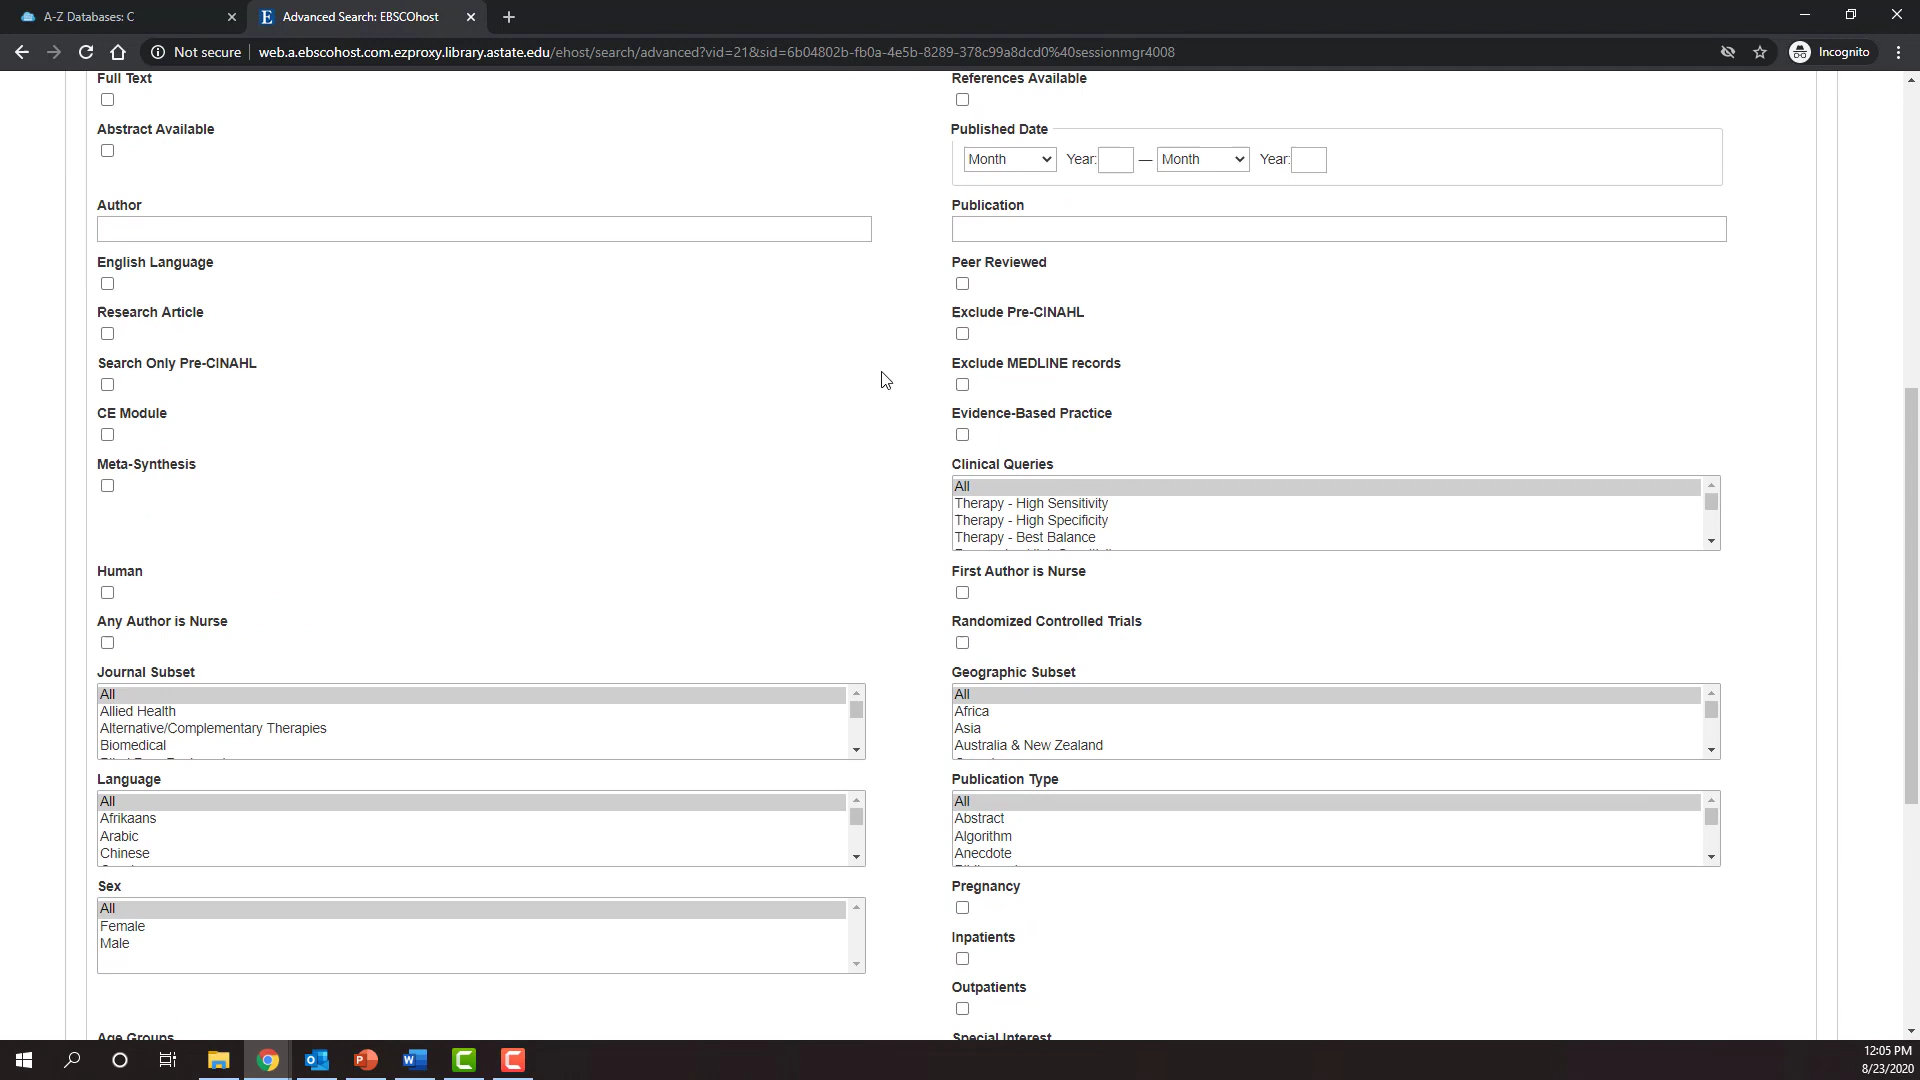 A-Z Databases: C
Advanced Search: EBSCOhost
Not secure
web.a.ebscohost.com.ezproxy.library.astate.edu/ehost/search/advanced?vid=21&sid=6b04802b-fb0a-4e5b-8289-378c99a8dcd0%40sessionmgr4008
Incognito
Full Text
References Available
Abstract Available
Published Date
Month Year: — Month Year:
Author
Publication
English Language
Peer Reviewed
Research Article
Exclude Pre-CINAHL
Search Only Pre-CINAHL
Exclude MEDLINE records
CE Module
Evidence-Based Practice
Meta-Synthesis
Clinical Queries
All
Therapy - High Sensitivity
Therapy - High Specificity
Therapy - Best Balance
Human
First Author is Nurse
Any Author is Nurse
Randomized Controlled Trials
Journal Subset
All
Allied Health
Alternative/Complementary Therapies
Biomedical
Geographic Subset
All
Africa
Asia
Australia & New Zealand
Language
All
Afrikaans
Arabic
Chinese
Publication Type
All
Abstract
Algorithm
Anecdote
Sex
All
Female
Male
Pregnancy
Inpatients
Outpatients
Age Groups
Special Interest
12:05 PM
8/23/2020